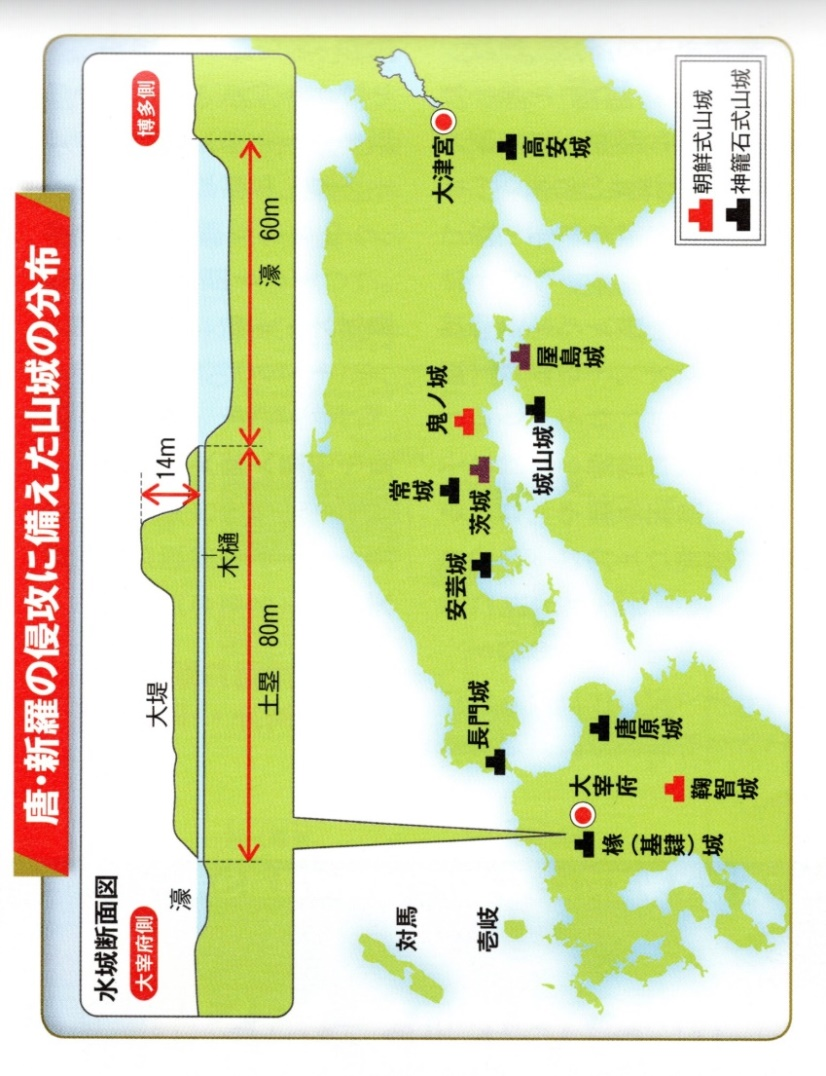 唐・新羅の侵攻に備えた山城の分布
水城断面図
大宰府側
博多側
濠
大堤
14m
木樋
土塁 80m
濠 60m
対馬
壱岐
大津宮
高安城
鬼ノ城
屋島城
常城
茨城
城山城
安芸城
長門城
唐原城
大宰府
鞠智城
椽（基肄）城
朝鮮式山城
神籠石式山城